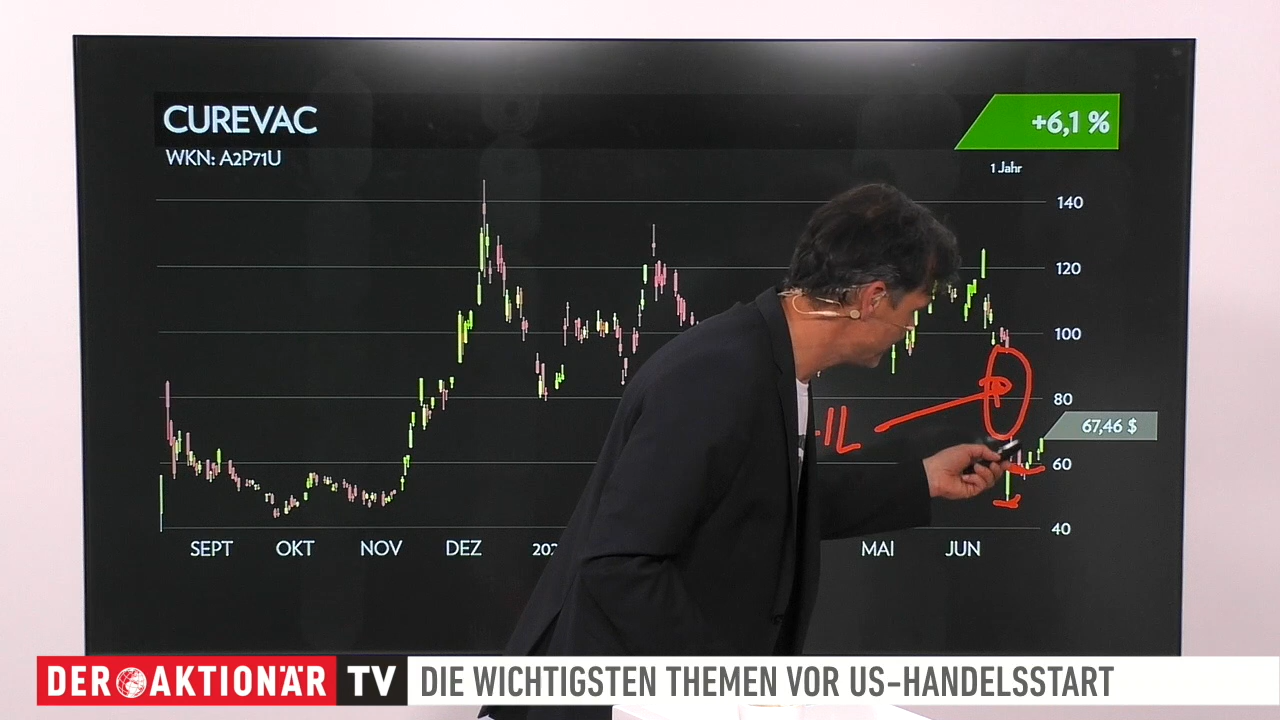 CUREVAC
+6,1 %
WKN: A2P71U
1 Jahr
140
120
100
80
67,46 $
60
40
SEPT OKT NOV DEZ 202 MAI JUN
DER AKTIONÄR TV DIE WICHTIGSTEN THEMEN VOR US-HANDELSSTART